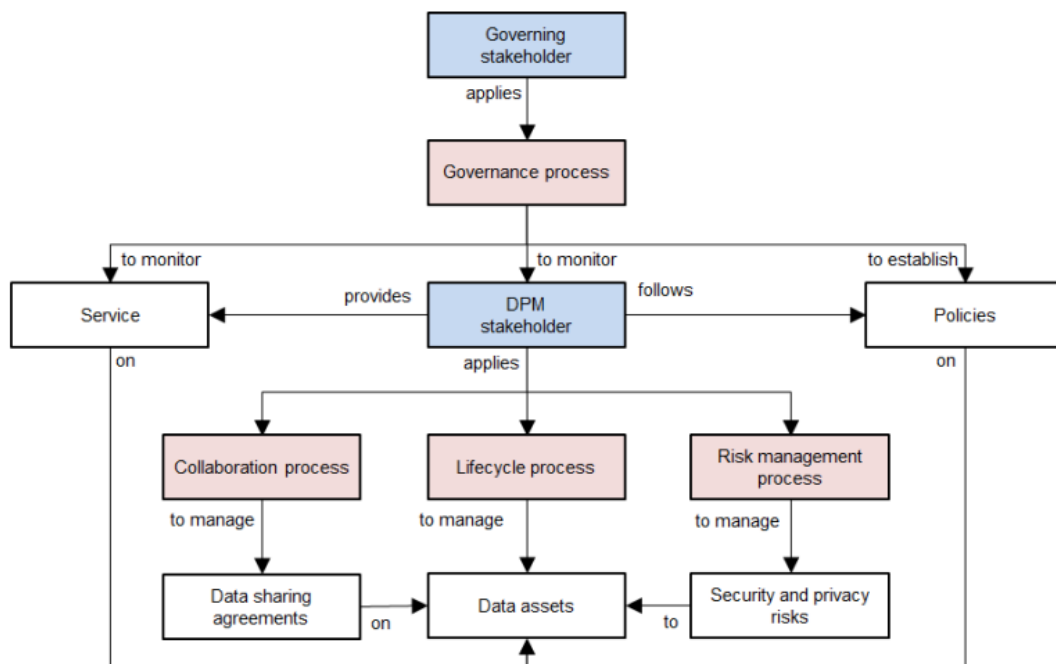 Governing
stakeholder
applies
Governance process
to monitor
to monitor
to establish
Service
provides
DPM
stakeholder
follows
Policies
on
applies
on
Collaboration process
Lifecycle process
Risk management
process
to manage
to manage
to manage
Data sharing
agreements
on
Data assets
to
Security and privacy
risks